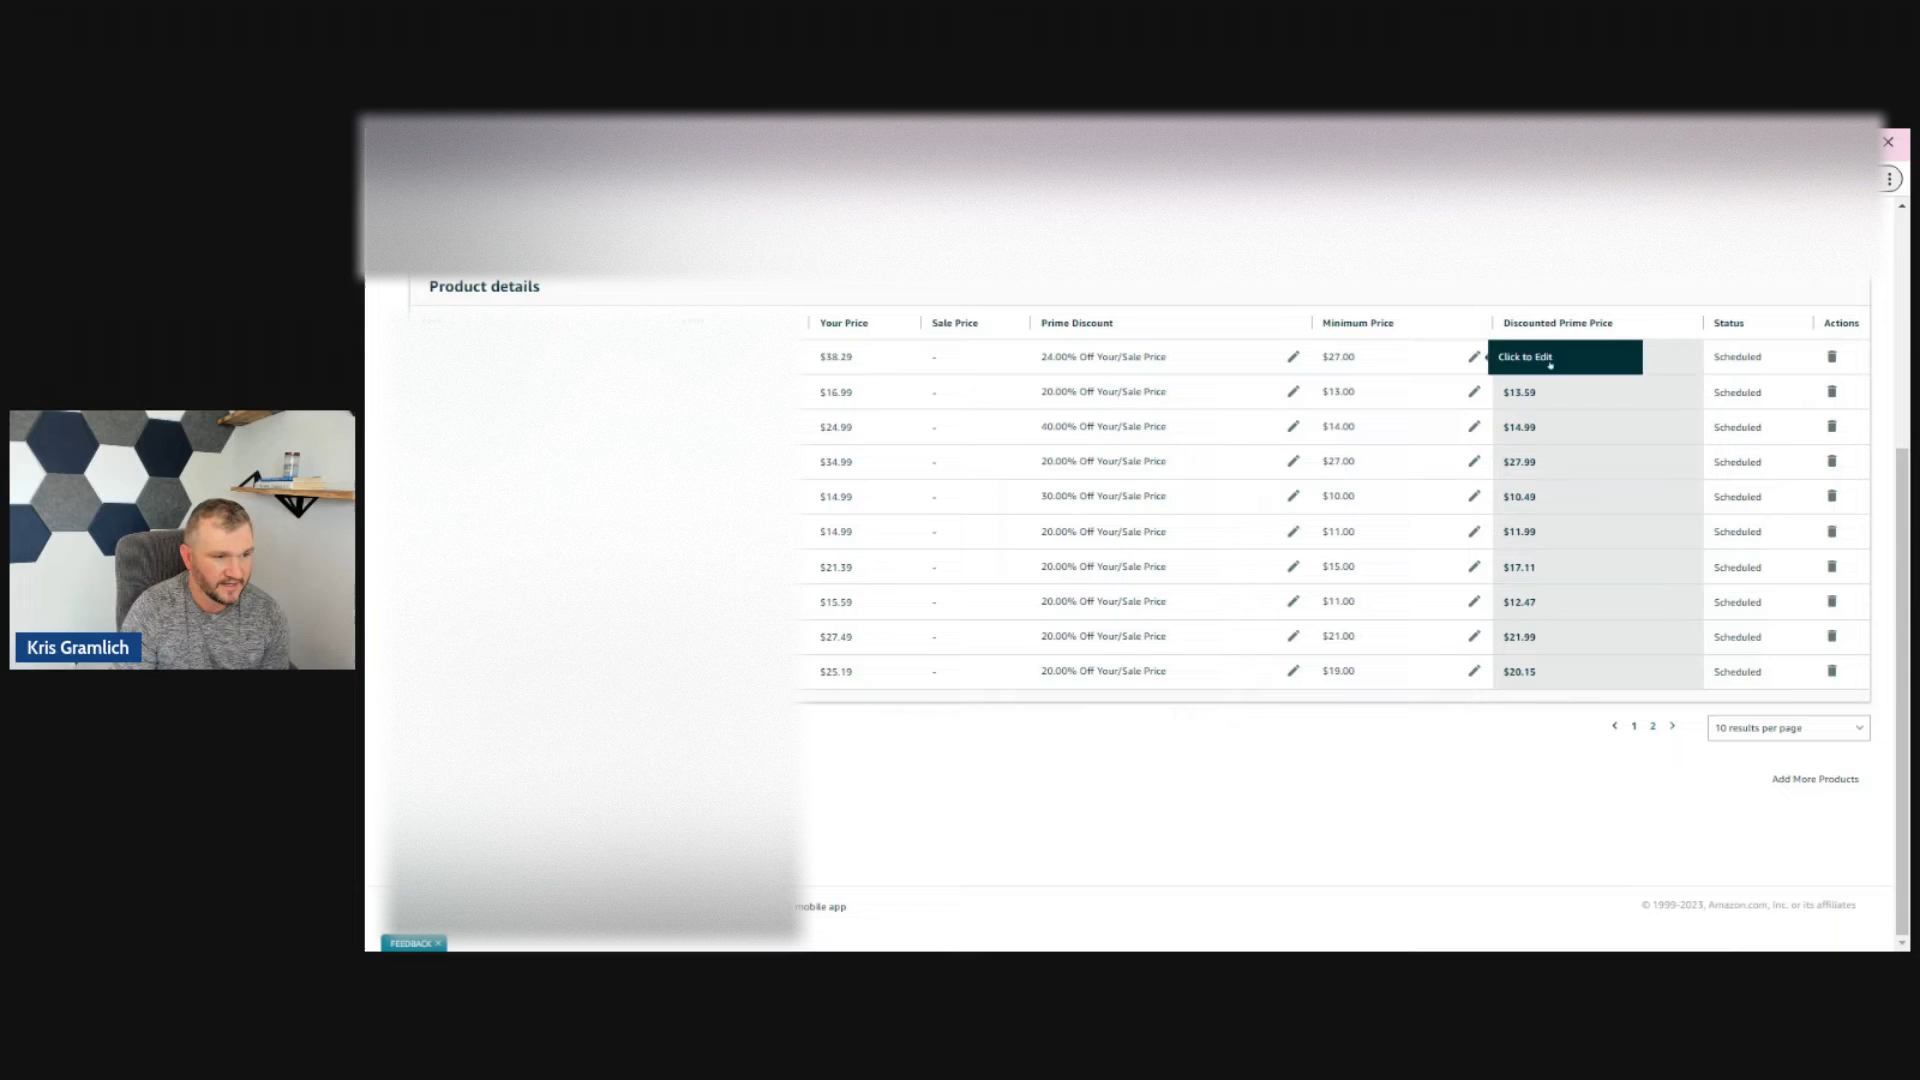 Product details
Your Price Sale Price Prime Discount Minimum Price Discounted Prime Price Status Actions
$38.29 - 24.00% Off Your/Sale Price $27.00 Click to Edit Scheduled
$16.99 - 20.00% Off Your/Sale Price $13.00 $13.59 Scheduled
$24.99 - 40.00% Off Your/Sale Price $14.00 $14.99 Scheduled
$34.99 - 20.00% Off Your/Sale Price $27.00 $27.99 Scheduled
$14.99 - 30.00% Off Your/Sale Price $10.00 $10.49 Scheduled
$14.99 - 20.00% Off Your/Sale Price $11.00 $11.99 Scheduled
$21.39 - 20.00% Off Your/Sale Price $15.00 $17.11 Scheduled
$15.59 - 20.00% Off Your/Sale Price $11.00 $12.47 Scheduled
$27.49 - 20.00% Off Your/Sale Price $21.00 $21.99 Scheduled
$25.19 - 20.00% Off Your/Sale Price $19.00 $20.15 Scheduled
Kris Gramlich
1 2 10 results per page
Add More Products
mobile app
© 1999-2023, Amazon.com, Inc. or its affiliates
FEEDBACK